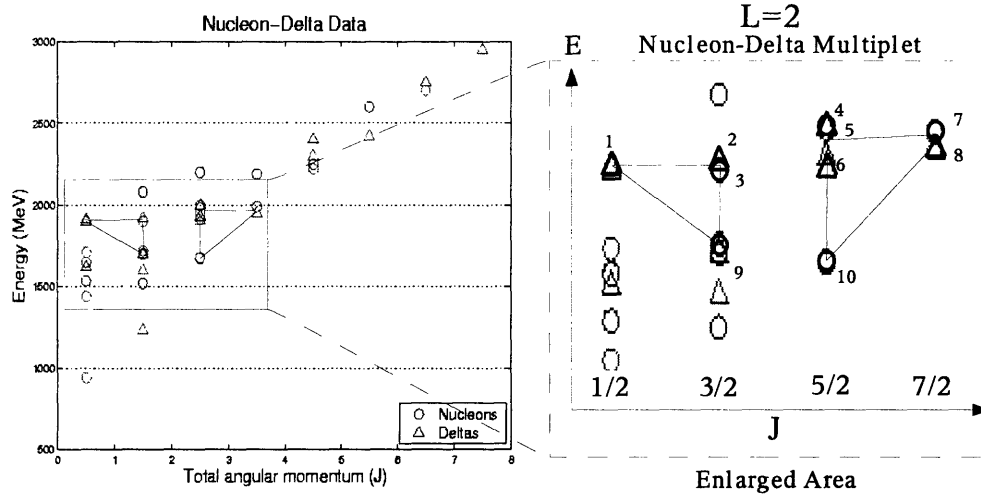 Nucleon-Delta Data
3000
2500
2000
1500
1000
500
Energy (MeV)
0 1 2 3 4 5 6 7 8
Total angular momentum (J)
Nucleons
Deltas
L=2
Nucleon-Delta Multiplet
E
1
2
3
4
5
6
7
8
9
10
1/2 3/2 5/2 7/2
J
Enlarged Area